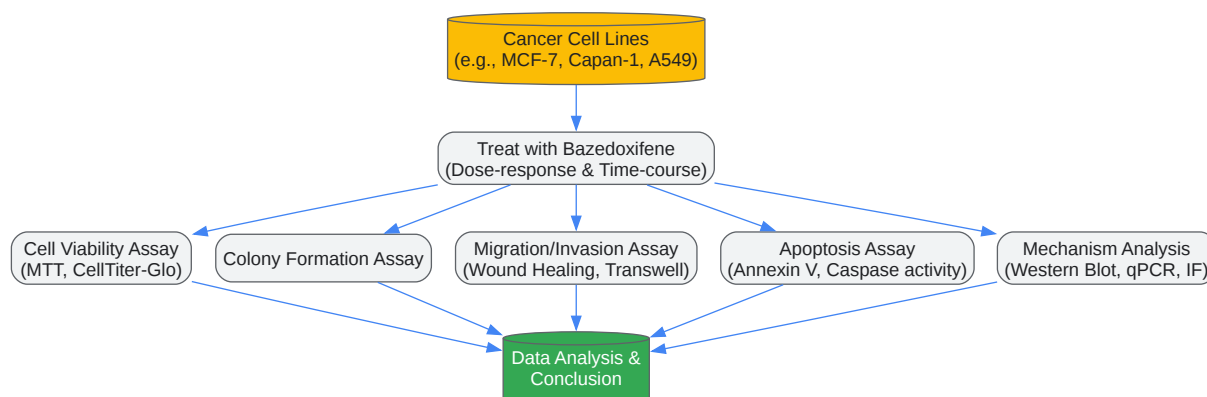 Cancer Cell Lines
(e.g., MCF-7, Capan-1, A549)
Treat with Bazedoxifene
(Dose-response & Time-course)
Cell Viability Assay
(MTT, CellTiter-Glo)
Colony Formation Assay
Migration/Invasion Assay
(Wound Healing, Transwell)
Apoptosis Assay
(Annexin V, Caspase activity)
Mechanism Analysis
(Western Blot, qPCR, IF)
Data Analysis &
Conclusion